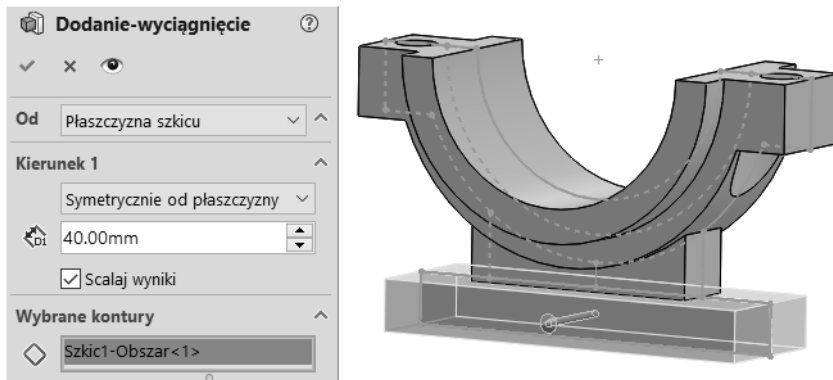 Dodanie-wyciągnięcie
Od
Płaszczyzna szkicu
Kierunek 1
Symetrycznie od płaszczyzny
D1
40.00mm
Scalaj wyniki
Wybrane kontury
Szkic1-Obszar<1>